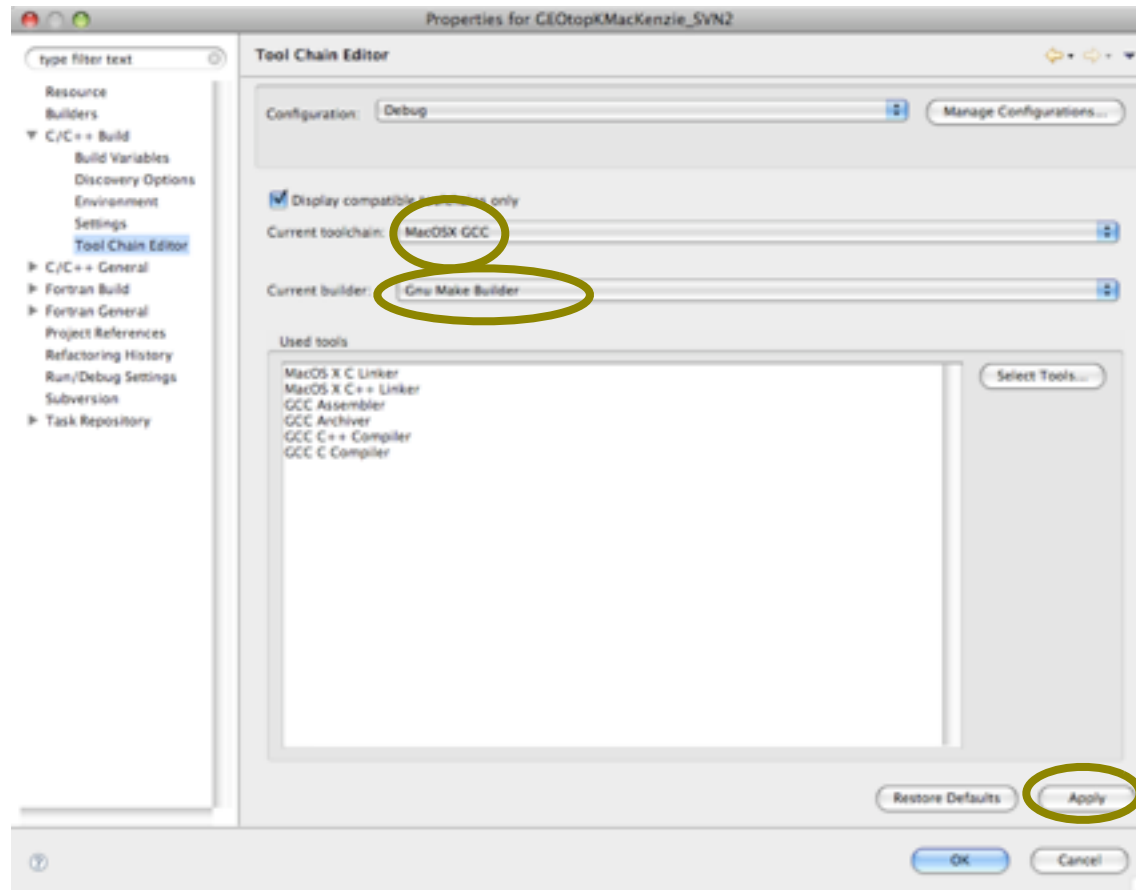 Properties for GEOtopKMacKenzie_SVN2
type filter text
Resource
Builders
C/C++ Build
Build Variables
Discovery Options
Environment
Settings
Tool Chain Editor
C/C++ General
Fortran Build
Fortran General
Project References
Refactoring History
Run/Debug Settings
Subversion
Task Repository
Tool Chain Editor
Configuration: Debug
Manage Configurations...
Display compatible toolchains only
Current toolchain: MacOSX GCC
Current builder: Gnu Make Builder
Used tools
MacOS X C Linker
MacOS X C++ Linker
GCC Assembler
GCC Archiver
GCC C++ Compiler
GCC C Compiler
Select Tools...
Restore Defaults
Apply
?
OK
Cancel